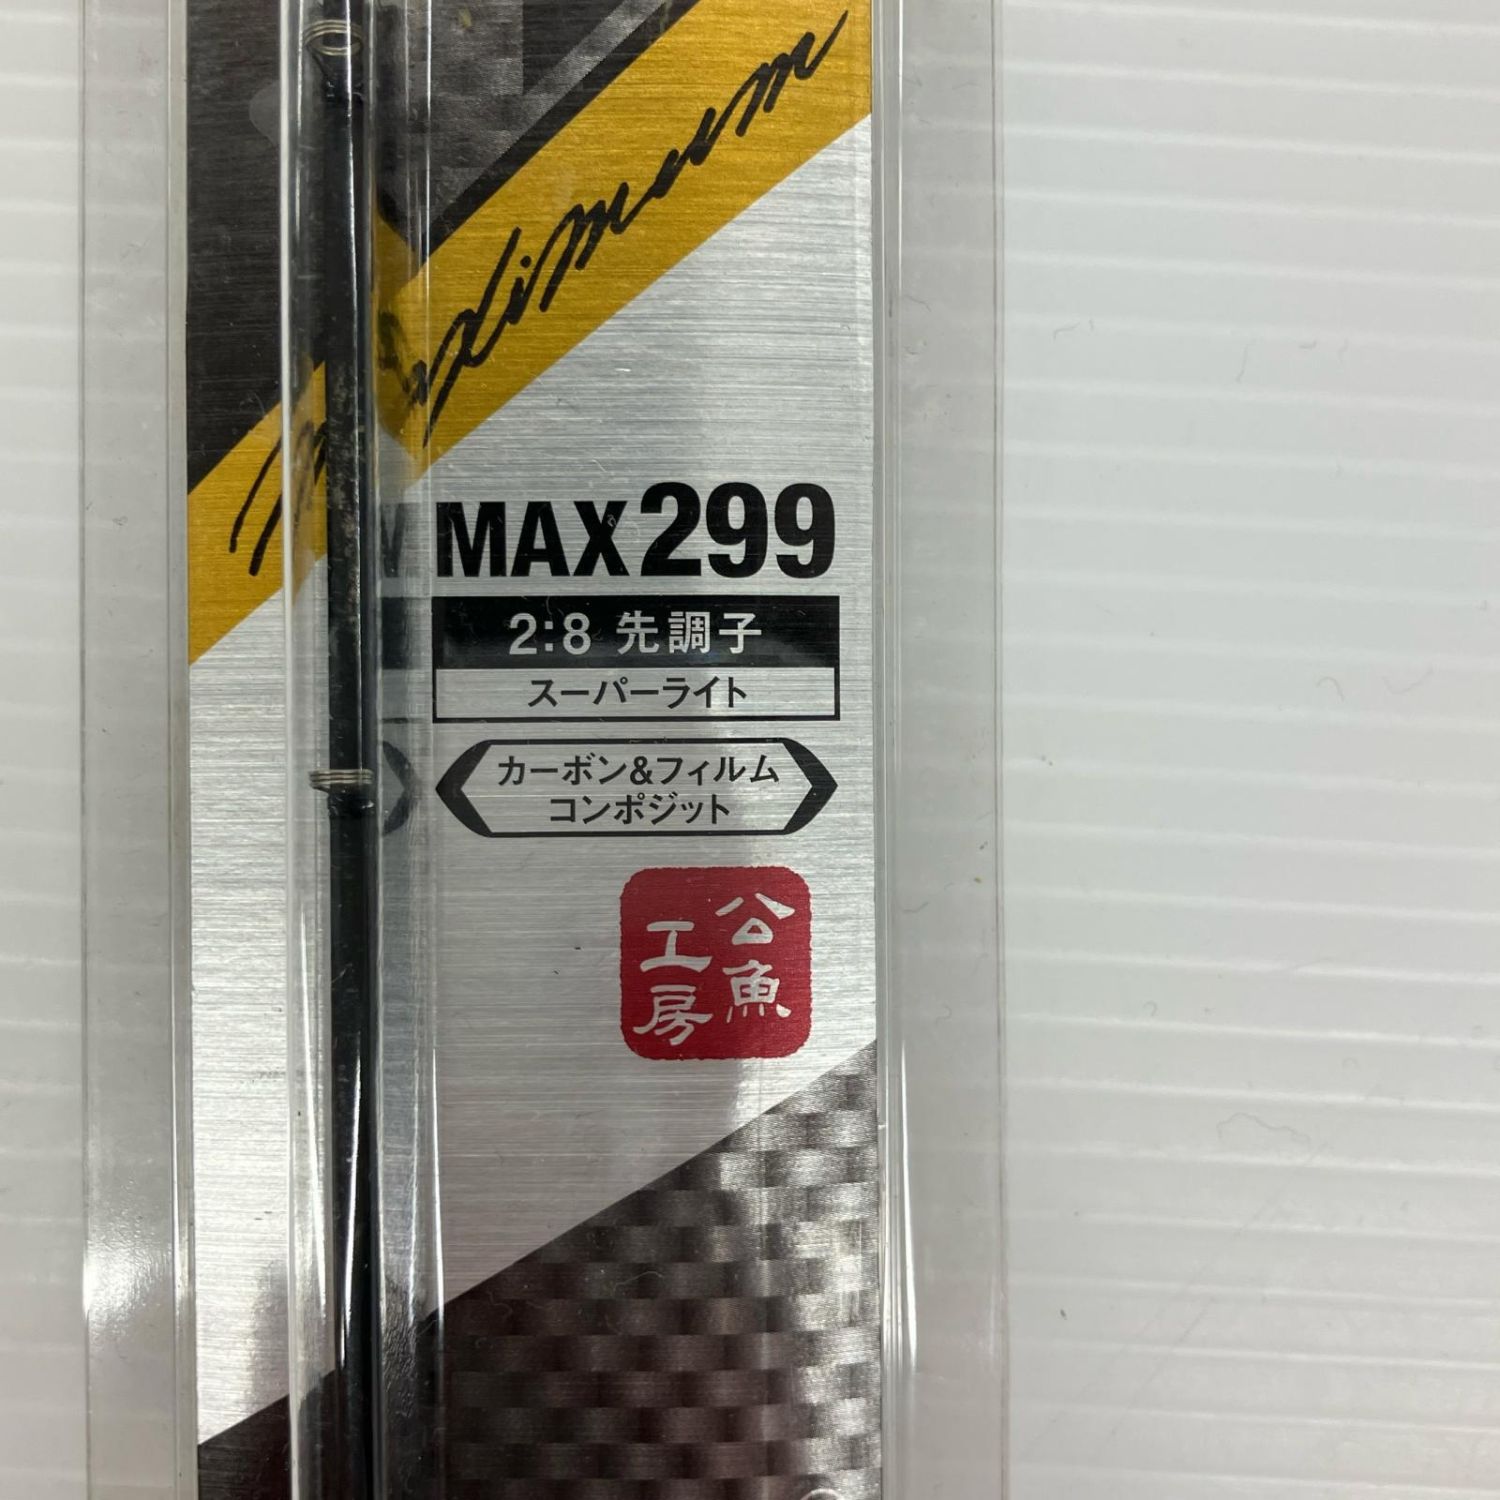 Maximum
MAX299
2:8 先調子
スーパーライト
カーボン&フィルム
コンポジット
公魚
工房